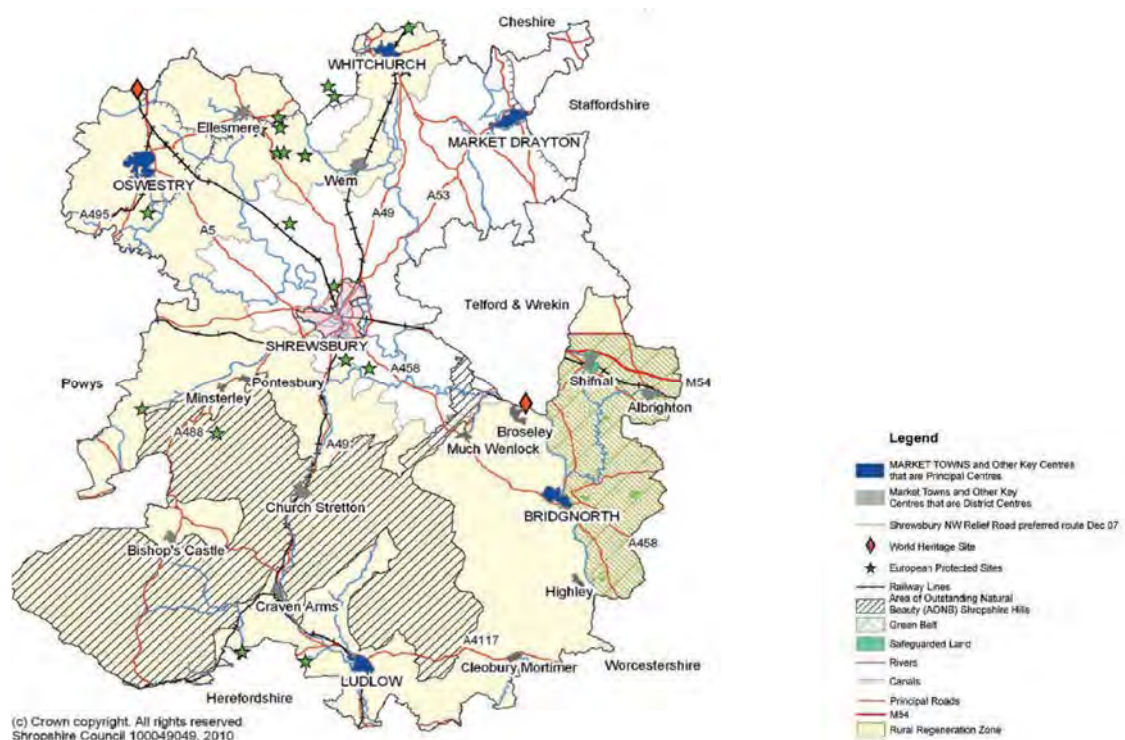 Cheshire
WHITCHURCH
Staffordshire
Ellesmere
MARKET DRAYTON
OSWESTRY
Wem
A495
A5
A49
A53
Telford & Wrekin
SHREWSBURY
Powys
Pontesbury
A458
Shifnal
M54
Minsterley
Albrighton
A488
A49
Broseley
Much Wenlock
Church Stretton
BRIDGNORTH
Bishop's Castle
A458
Highley
Craven Arms
A4117
Cleobury Mortimer
Worcestershire
LUDLOW
Herefordshire
(c) Crown copyright. All rights reserved.
Shropshire Council 100049049. 2010
Legend
MARKET TOWNS and Other Key Centres
that are Principal Centres.
Market Towns and Other Key
Centres that are District Centres
Shrewsbury NW Relief Road preferred route Dec 07
World Heritage Site
European Protected Sites
Railway Lines
Area of Outstanding Natural
Beauty (AONB) Shropshire Hills
Green Belt
Safeguarded Land
Rivers
Canals
Principal Roads
M54
Rural Regeneration Zone